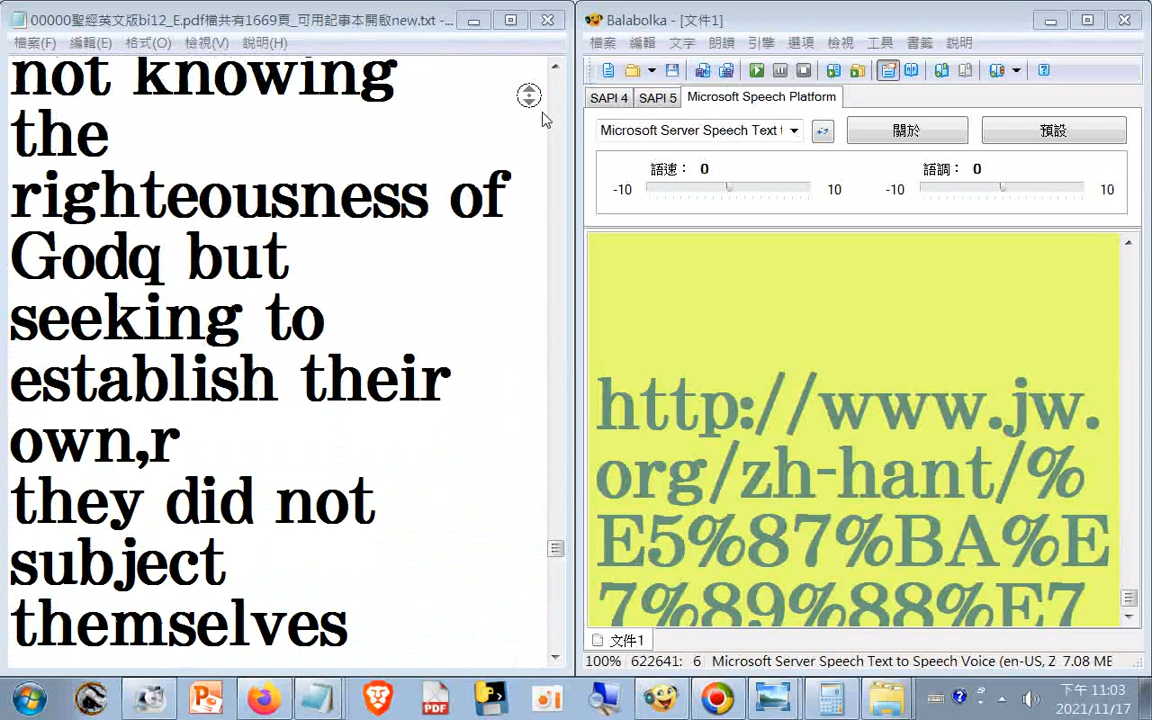 00000聖經英文版bi12_E.pdf檔共有1669頁_可用記事本開啟new.txt -...
檔案(F) 編輯(E) 格式(O) 檢視(V) 說明(H)
not knowing
the
righteousness of
Godq but
seeking to
establish their
own,r
they did not
subject
themselves
Balabolka - [文件1]
檔案 編輯 文字 朗讀 引擎 選項 檢視 工具 書籤 說明
SAPI 4 SAPI 5 Microsoft Speech Platform
Microsoft Server Speech Text t 關於 預設
語速： 0 語調： 0
-10 10 -10 10
http://www.jw.
org/zh-hant/%
E5%87%BA%E
7%89%88%E7
文件1
100% 622641: 6 Microsoft Server Speech Text to Speech Voice (en-US, Z 7.08 ME
下午 11:03
2021/11/17